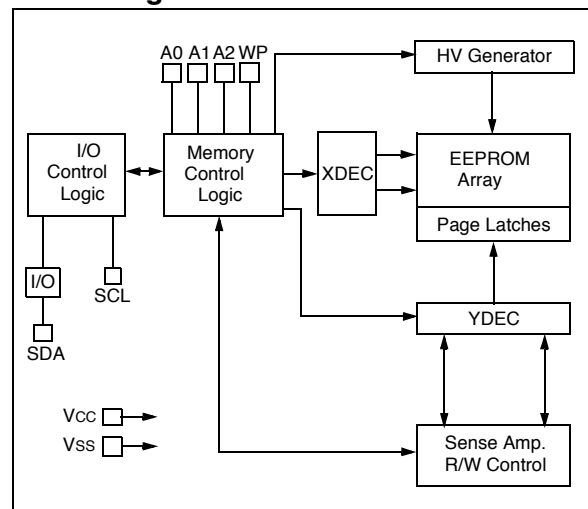 A0 A1 A2 WP
HV Generator
I/O
Control
Logic
Memory
Control
Logic
XDEC
EEPROM
Array
Page Latches
I/O
SCL
SDA
YDEC
VCC
VSS
Sense Amp.
R/W Control